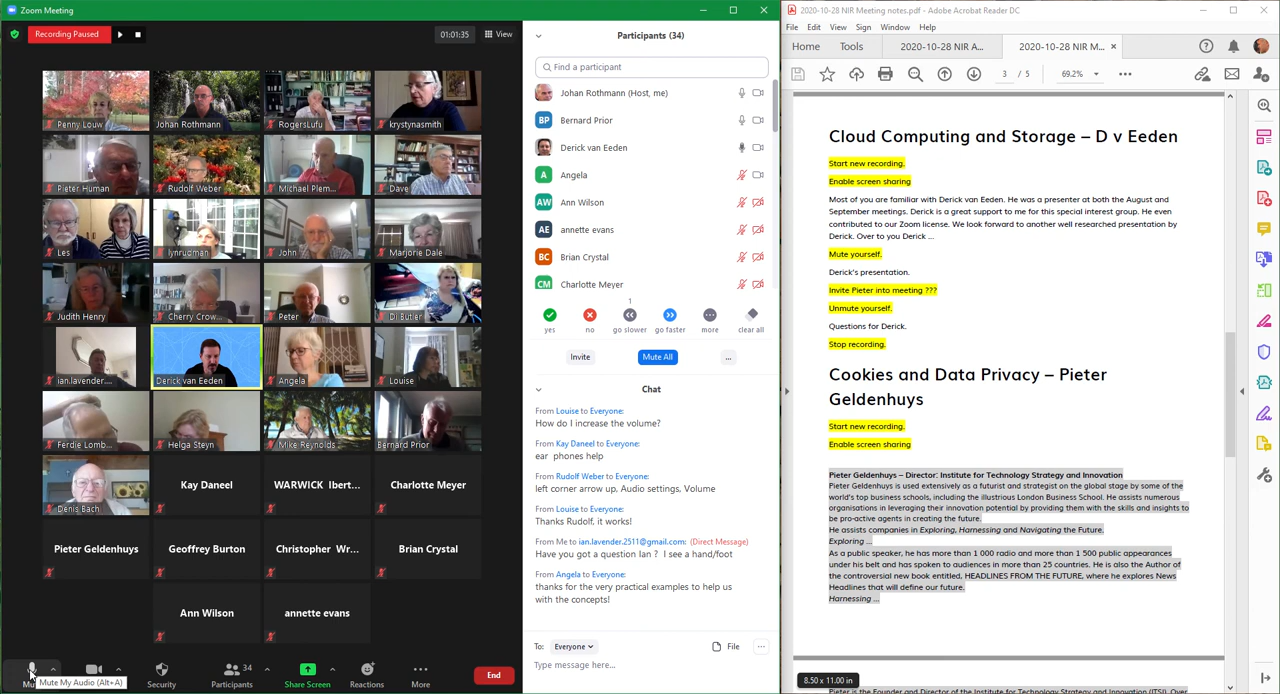 Zoom Meeting
Recording Paused
01:01:35
View
Penny Louw
Johan Rothmann
RogersLufu
krystynasmith
Pieter Human
Rudolf Weber
Michael Plem...
Dave
Les
lynrudman
John
Marjorie Dale
Judith Henry
Cherry Crow...
Peter
Di Butler
ian.lavender....
Derick van Eeden
Angela
Louise
Ferdie Lomb...
Helga Steyn
Mike Reynolds
Bernard Prior
Denis Bach
Kay Daneel
WARWICK Ibert...
Charlotte Meyer
Pieter Geldenhuys
Geoffrey Burton
Christopher Wr...
Brian Crystal
Ann Wilson
annette evans
Mute My Audio (Alt+A)
Security
34
Participants
Share Screen
Reactions
More
End
Participants (34)
Find a participant
Johan Rothmann (Host, me)
BP Bernard Prior
Derick van Eeden
A Angela
AW Ann Wilson
AE annette evans
BC Brian Crystal
CM Charlotte Meyer
1
yes
no
go slower
go faster
more
clear all
Invite
Mute All
...
Chat
From Louise to Everyone:
How do I increase the volume?
From Kay Daneel to Everyone:
ear phones help
From Rudolf Weber to Everyone:
left corner arrow up, Audio settings, Volume
From Louise to Everyone:
Thanks Rudolf, it works!
From Me to ian.lavender.2511@gmail.com: (Direct Message)
Have you got a question Ian ? I see a hand/foot
From Angela to Everyone:
thanks for the very practical examples to help us
with the concepts!
To: Everyone
File
Type message here...
2020-10-28 NIR Meeting notes.pdf - Adobe Acrobat Reader DC
File Edit View Sign Window Help
Home
Tools
2020-10-28 NIR A...
2020-10-28 NIR M...
3 / 5
69.2%
Cloud Computing and Storage – D v Eeden
Start new recording.
Enable screen sharing
Most of you are familiar with Derick van Eeden. He was a presenter at both the August and
September meetings. Derick is a great support to me for this special interest group. He even
contributed to our Zoom license. We look forward to another well researched presentation by
Derick. Over to you Derick ...
Mute yourself.
Derick's presentation.
Invite Pieter into meeting ???
Unmute yourself.
Questions for Derick.
Stop recording.
Cookies and Data Privacy – Pieter
Geldenhuys
Start new recording.
Enable screen sharing
Pieter Geldenhuys – Director: Institute for Technology Strategy and Innovation
Pieter Geldenhuys is used extensively as a futurist and strategist on the global stage by some of the
world's top business schools, including the illustrious London Business School. He assists numerous
organisations in leveraging their innovation potential by providing them with the skills and insights to
be pro-active agents in creating the future.
He assists companies in Exploring, Harnessing and Navigating the Future.
Exploring ...
As a public speaker, he has more than 1 000 radio and more than 1 500 public appearances
under his belt and has spoken to audiences in more than 25 countries. He is also the Author of
the controversial new book entitled, HEADLINES FROM THE FUTURE, where he explores News
Headlines that will define our future.
Harnessing ...
8.50 x 11.00 in
Pieter is the Founder and Director of the Institute for Technology Strategy and Innovation (ITSI). Over